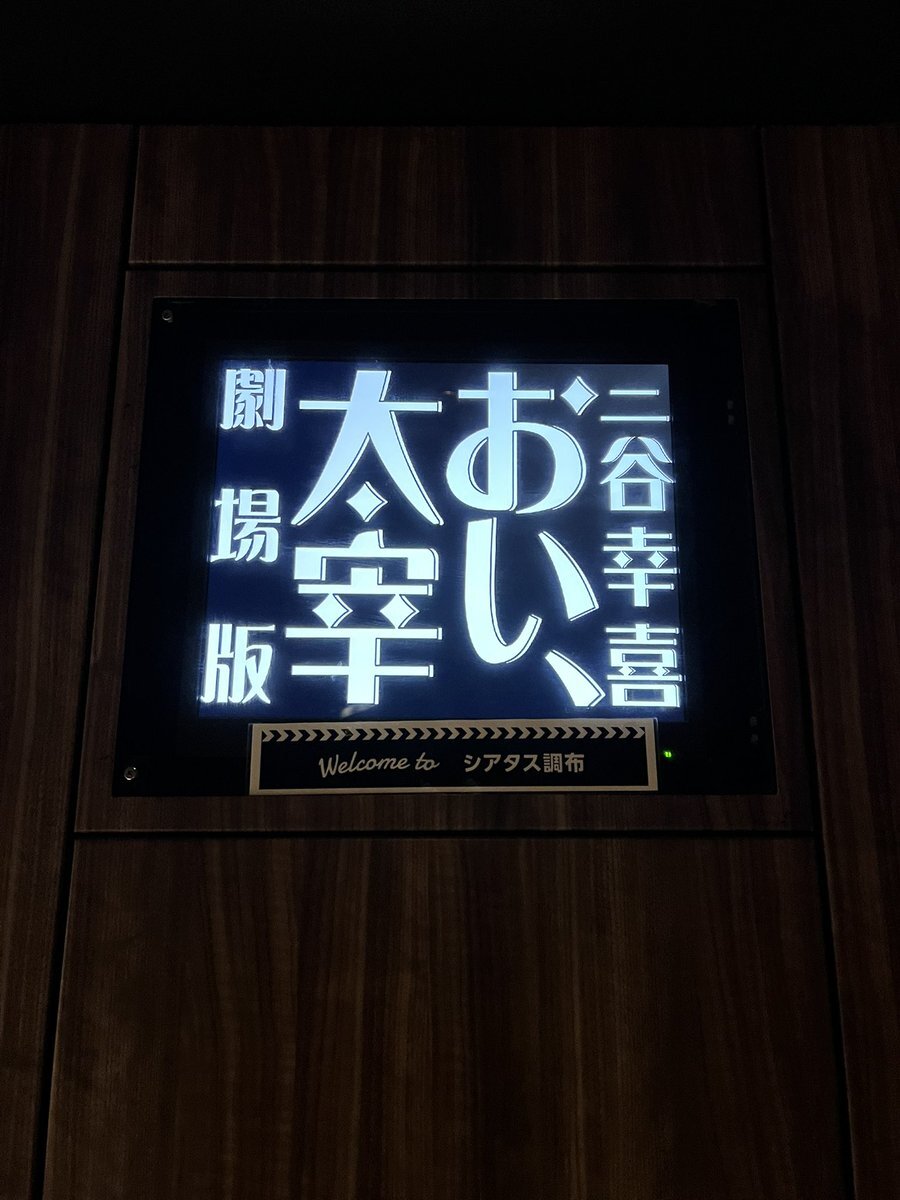 三谷幸喜
おい、
太宰
劇場版
Welcome to シアタス調布